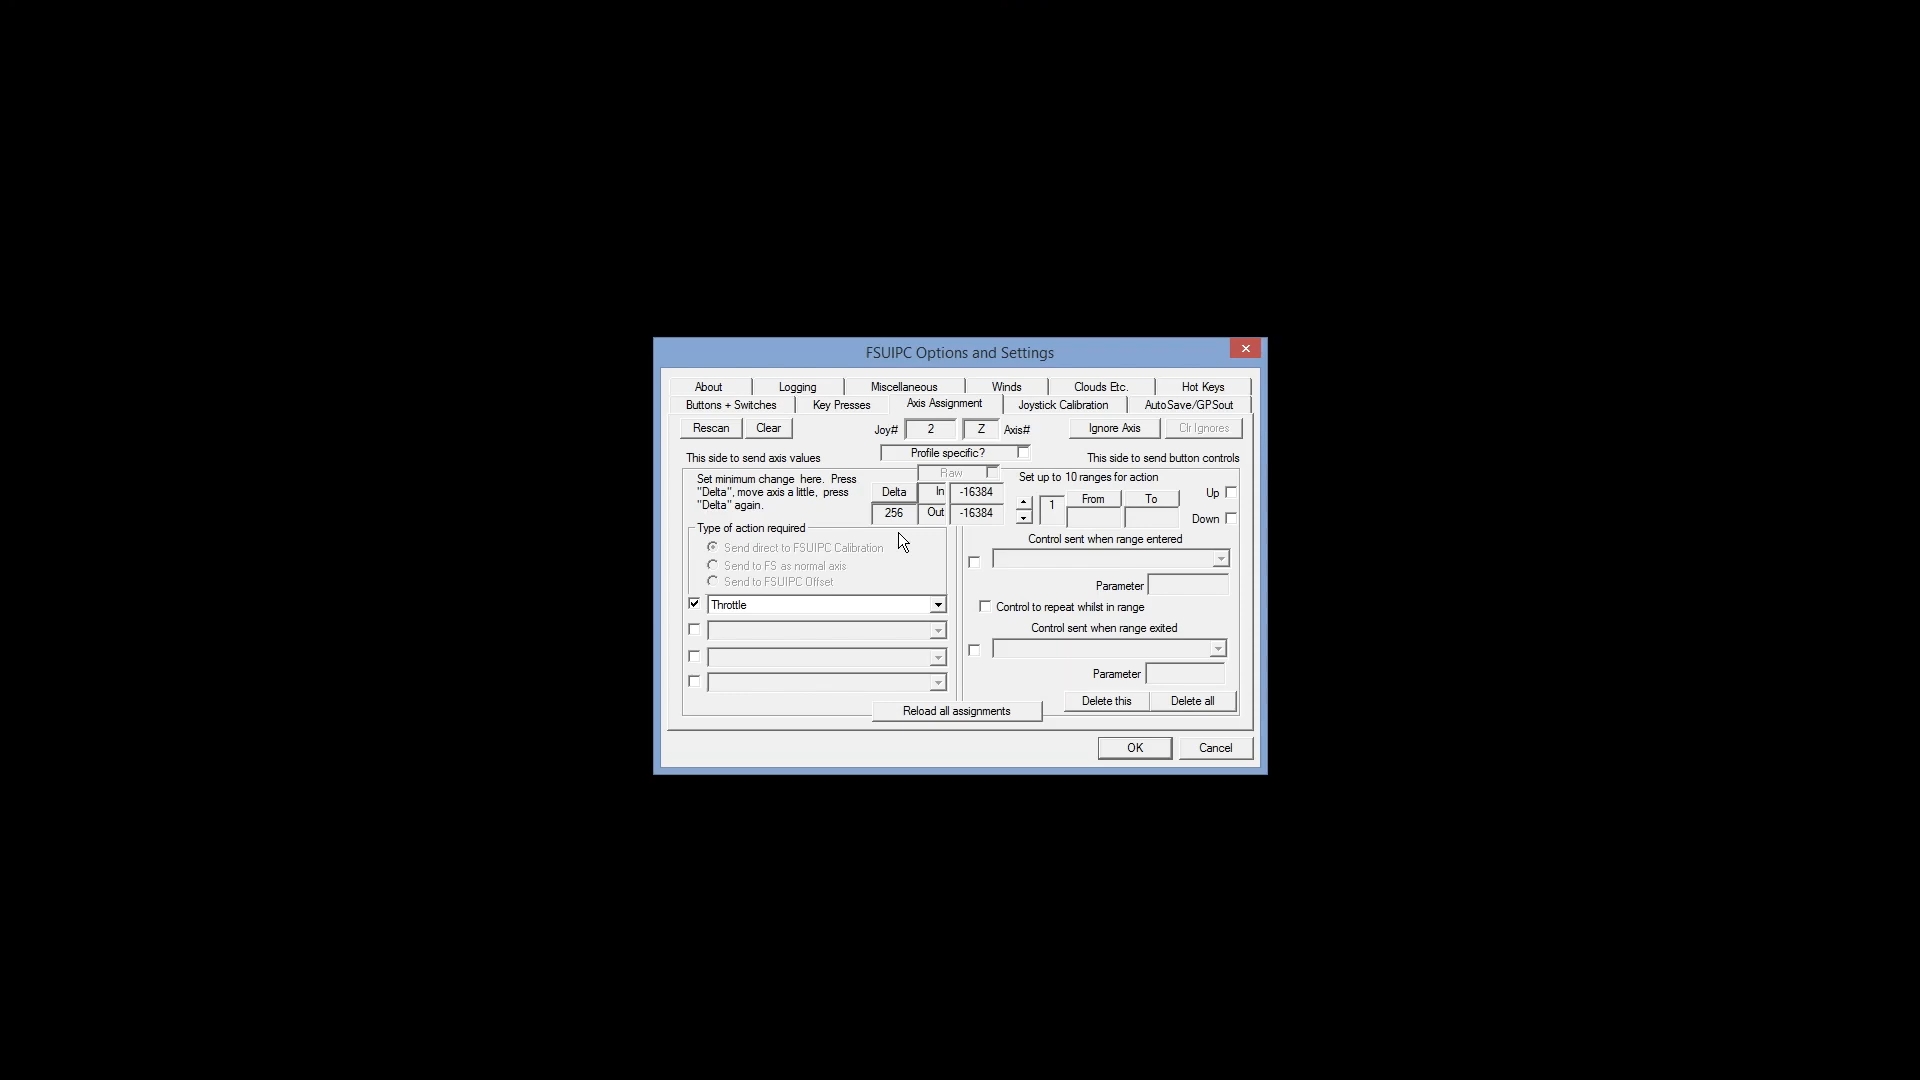 FSUIPC Options and Settings
About Logging Miscellaneous Winds Clouds Etc. Hot Keys
Buttons + Switches Key Presses Axis Assignment Joystick Calibration AutoSave/GPSout
Rescan Clear Joy# 2 Z Axis# Ignore Axis Clr Ignores
Profile specific?
This side to send axis values This side to send button controls
Raw
Set minimum change here. Press
"Delta", move axis a little, press
"Delta" again.
Delta In -16384
256 Out -16384
Set up to 10 ranges for action
1 From To Up
Down
Type of action required
Send direct to FSUIPC Calibration
Send to FS as normal axis
Send to FSUIPC Offset
Throttle
Control sent when range entered
Parameter
Control to repeat whilst in range
Control sent when range exited
Parameter
Delete this Delete all
Reload all assignments
OK Cancel